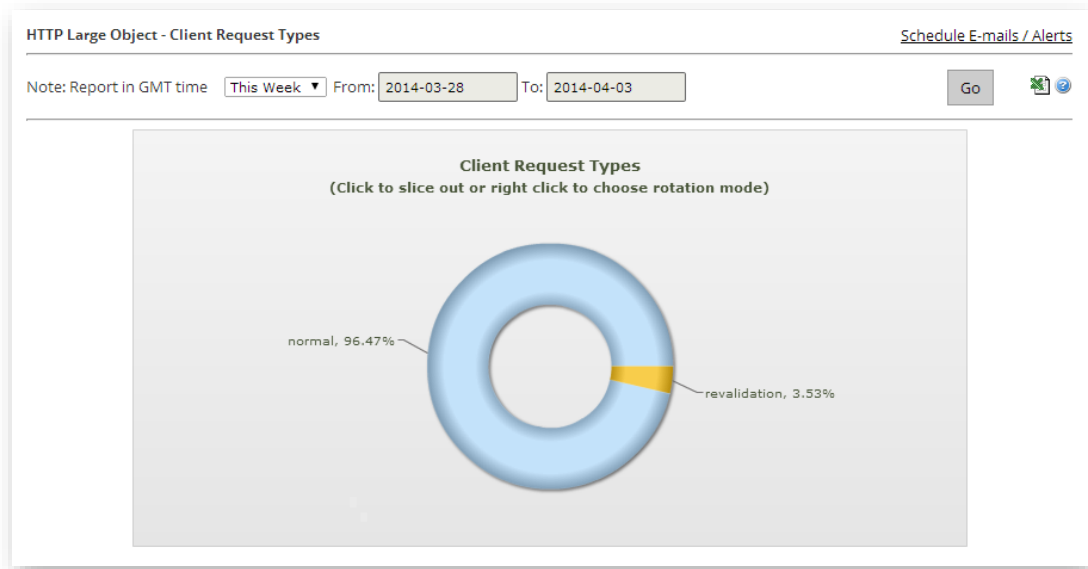 HTTP Large Object - Client Request Types
Schedule E-mails / Alerts
Note: Report in GMT time This Week From: 2014-03-28 To: 2014-04-03 Go
Client Request Types
(Click to slice out or right click to choose rotation mode)
normal, 96.47%
revalidation, 3.53%